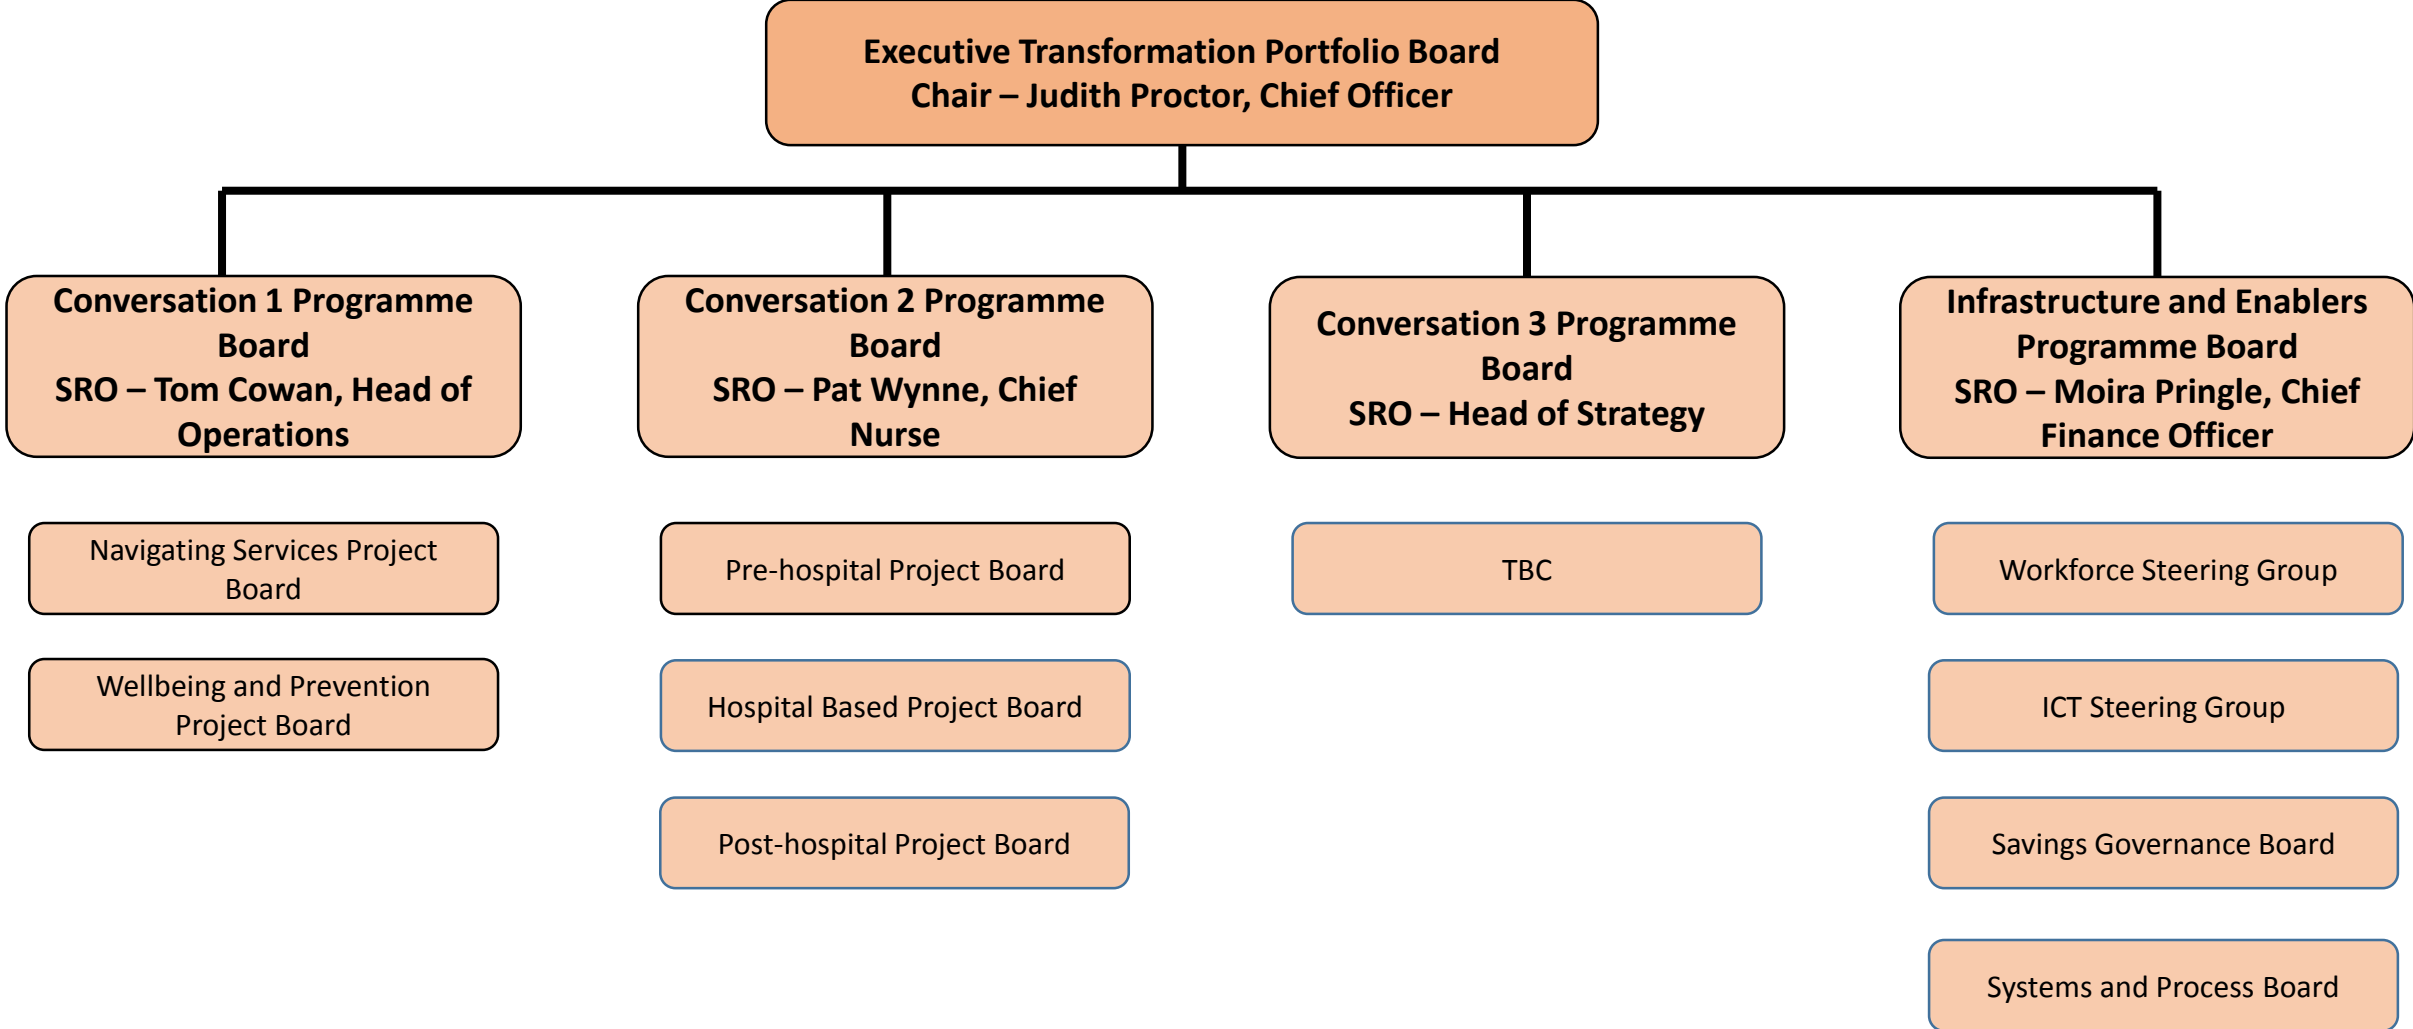 Executive Transformation Portfolio Board
Chair – Judith Proctor, Chief Officer
Conversation 1 Programme
Board
SRO – Tom Cowan, Head of
Operations
Conversation 2 Programme
Board
SRO – Pat Wynne, Chief
Nurse
Conversation 3 Programme
Board
SRO – Head of Strategy
Infrastructure and Enablers
Programme Board
SRO – Moira Pringle, Chief
Finance Officer
Navigating Services Project
Board
Wellbeing and Prevention
Project Board
Pre-hospital Project Board
Hospital Based Project Board
Post-hospital Project Board
TBC
Workforce Steering Group
ICT Steering Group
Savings Governance Board
Systems and Process Board